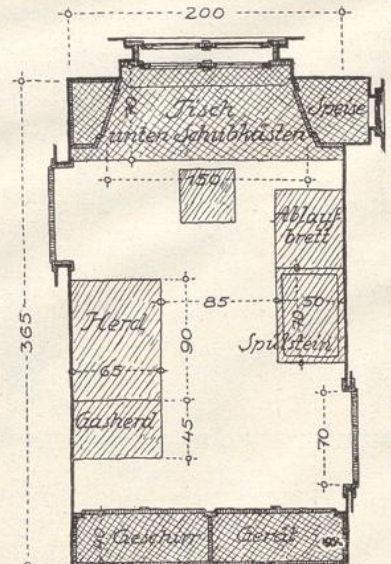 200
Tisch
Speise
unten Schubkästen
150
Ablauf
brett
85
50
70
Herd
Spülstein
90
365
65
Gasherd
45
70
Geschirr
Gerät